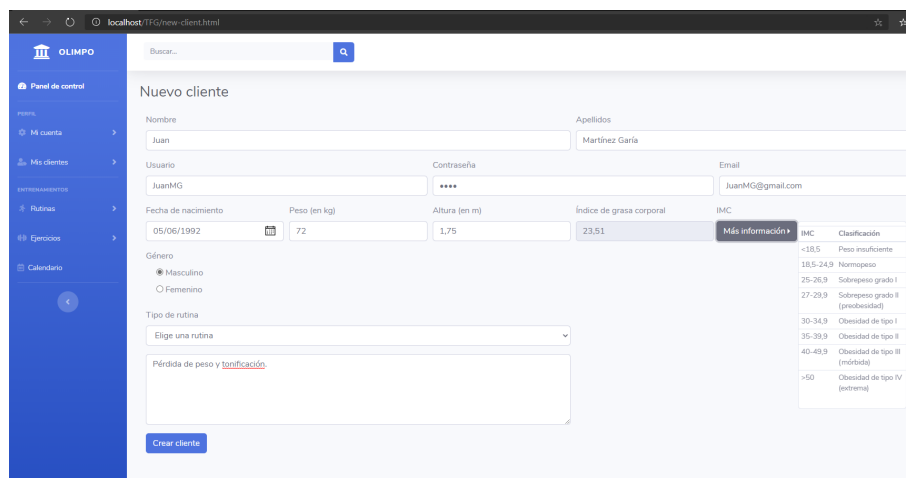 localhost/TFG/new-client.html
OLIMPO
Buscar...
Panel de control
PERFIL
Mi cuenta
Mis clientes
ENTRENAMIENTOS
Rutinas
Ejercicios
Calendario
Nuevo cliente
Nombre
Apellidos
Juan
Martínez Garía
Usuario
Contraseña
Email
JuanMG
••••
JuanMG@gmail.com
Fecha de nacimiento
Peso (en kg)
Altura (en m)
Índice de grasa corporal
IMC
05/06/1992
72
1,75
23,51
Más información
IMC Clasificación
<18,5 Peso insuficiente
18,5-24,9 Normopeso
25-26,9 Sobrepeso grado I
27-29,9 Sobrepeso grado II
(preobesidad)
30-34,9 Obesidad de tipo I
35-39,9 Obesidad de tipo II
40-49,9 Obesidad de tipo III
(mórbida)
>50 Obesidad de tipo IV
(extrema)
Género
Masculino
Femenino
Tipo de rutina
Elige una rutina
Pérdida de peso y tonificación.
Crear cliente